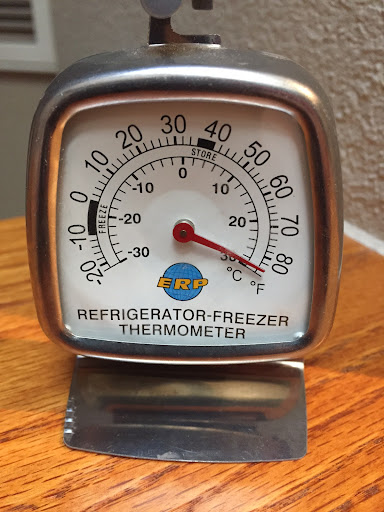 -20 -10 0 10 20 30 40 50 60 70 80
FREEZE STORE
-30 -20 -10 0 10 20 30
°C °F
ERP
REFRIGERATOR-FREEZER
THERMOMETER